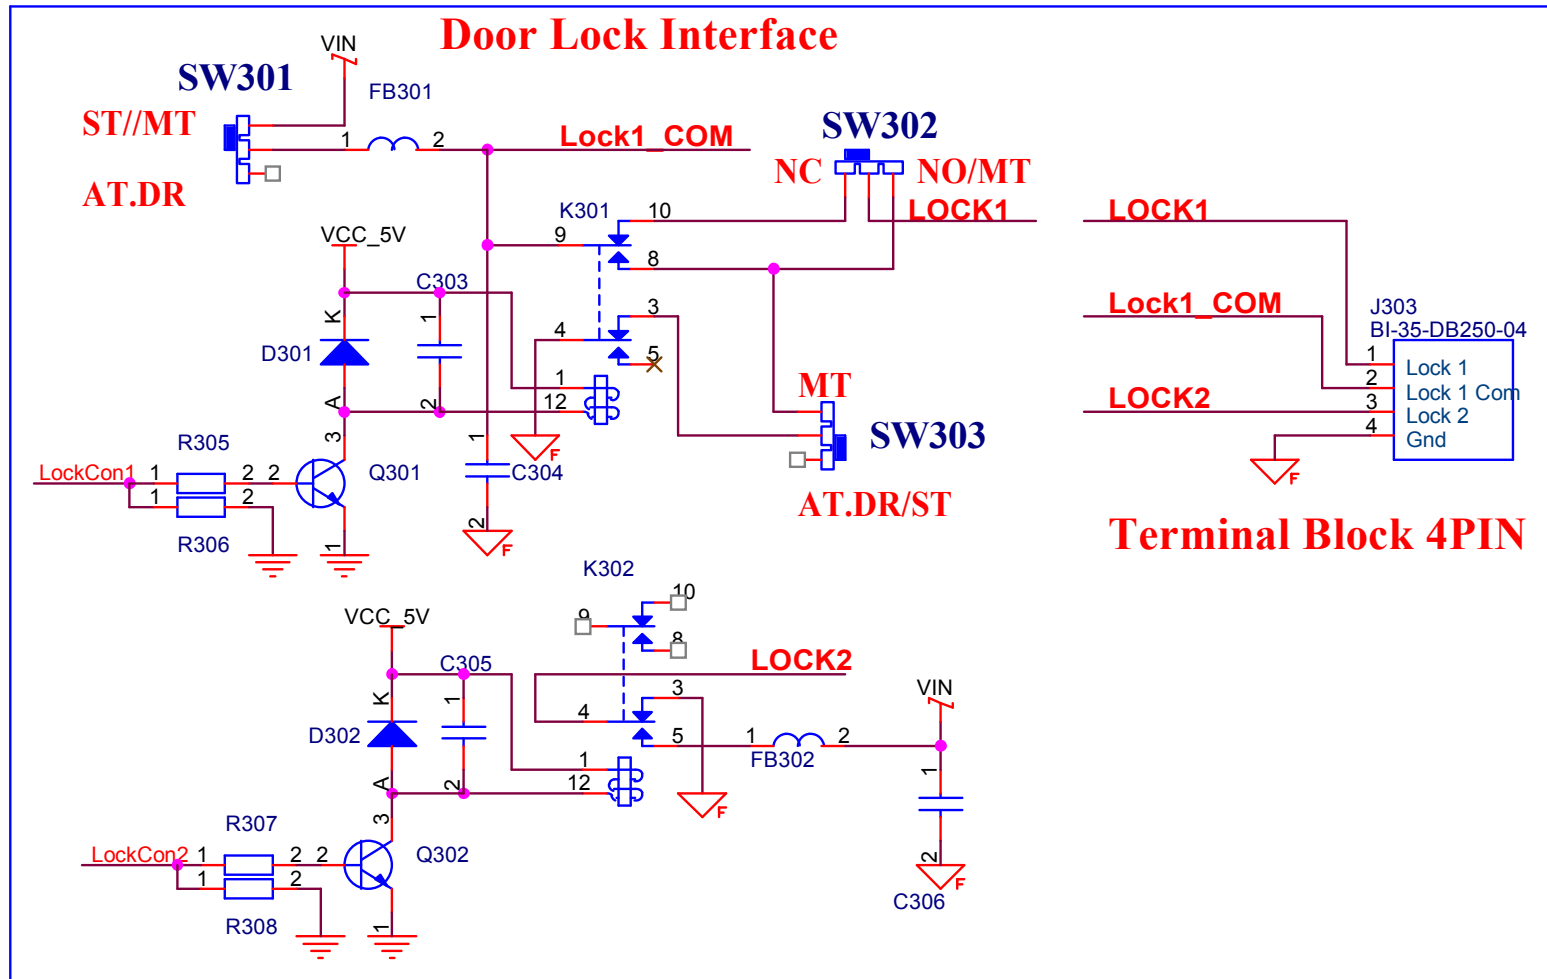 Door Lock Interface
VIN
SW301
FB301
ST//MT
1 2
Lock1_COM
SW302
AT.DR
NC
NO/MT
K301
10
LOCK1
LOCK1
VCC_5V
9
8
C303
3
Lock1_COM
J303
BI-35-DB250-04
K
1
4
D301
5
1
Lock 1
1
MT
2
Lock 1 Com
A
2
12
LOCK2
3
Lock 2
4
Gnd
3
1
F
SW303
R305
LockCon1
1
2
2
Q301
C304
F
1
2
AT.DR/ST
R306
1
2
F
Terminal Block 4PIN
K302
10
VCC_5V
9
8
C305
LOCK2
K
1
3
VIN
4
D302
5
1
2
FB302
1
1
A
2
12
3
F
R307
LockCon2
1
2
2
Q302
2
F
1
2
C306
R308
1